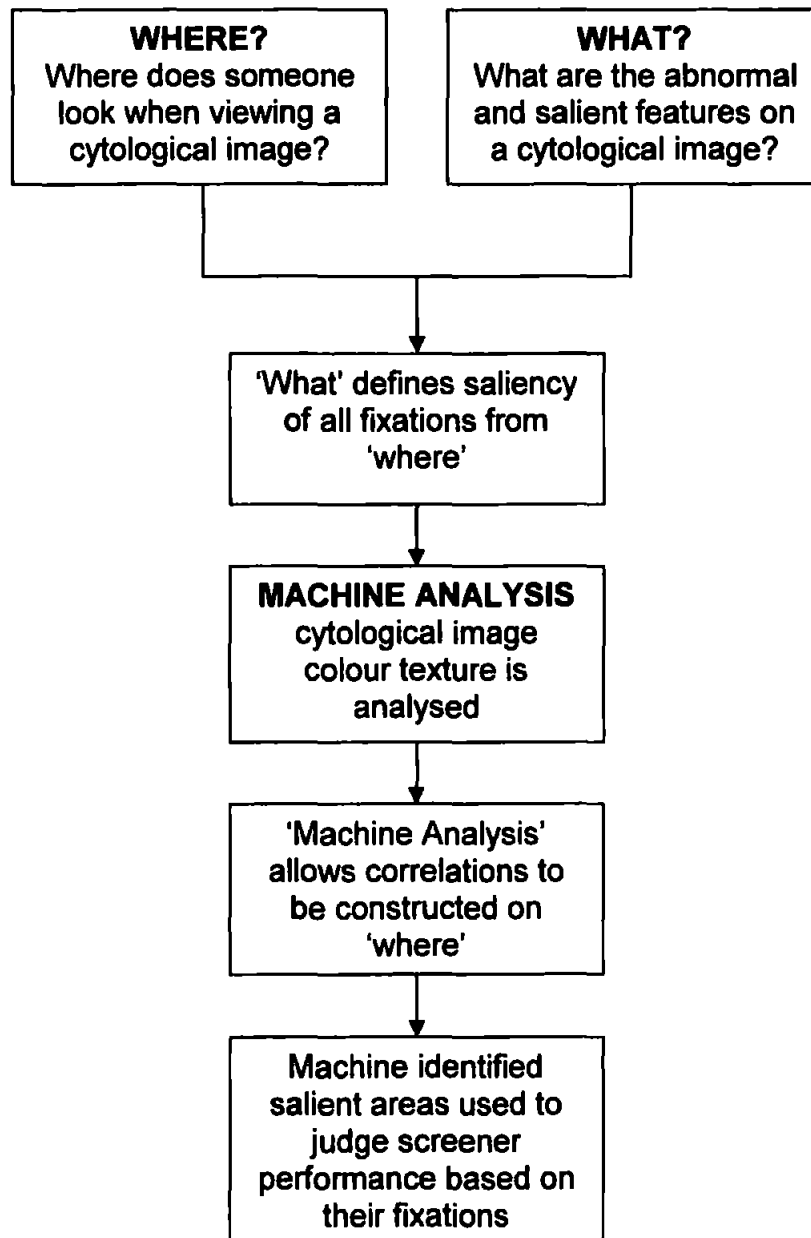 WHERE?
Where does someone
look when viewing a
cytological image?
WHAT?
What are the abnormal
and salient features on
a cytological image?
‘What’ defines saliency
of all fixations from
‘where’
MACHINE ANALYSIS
cytological image
colour texture is
analysed
‘Machine Analysis’
allows correlations to
be constructed on
‘where’
Machine identified
salient areas used to
judge screener
performance based on
their fixations